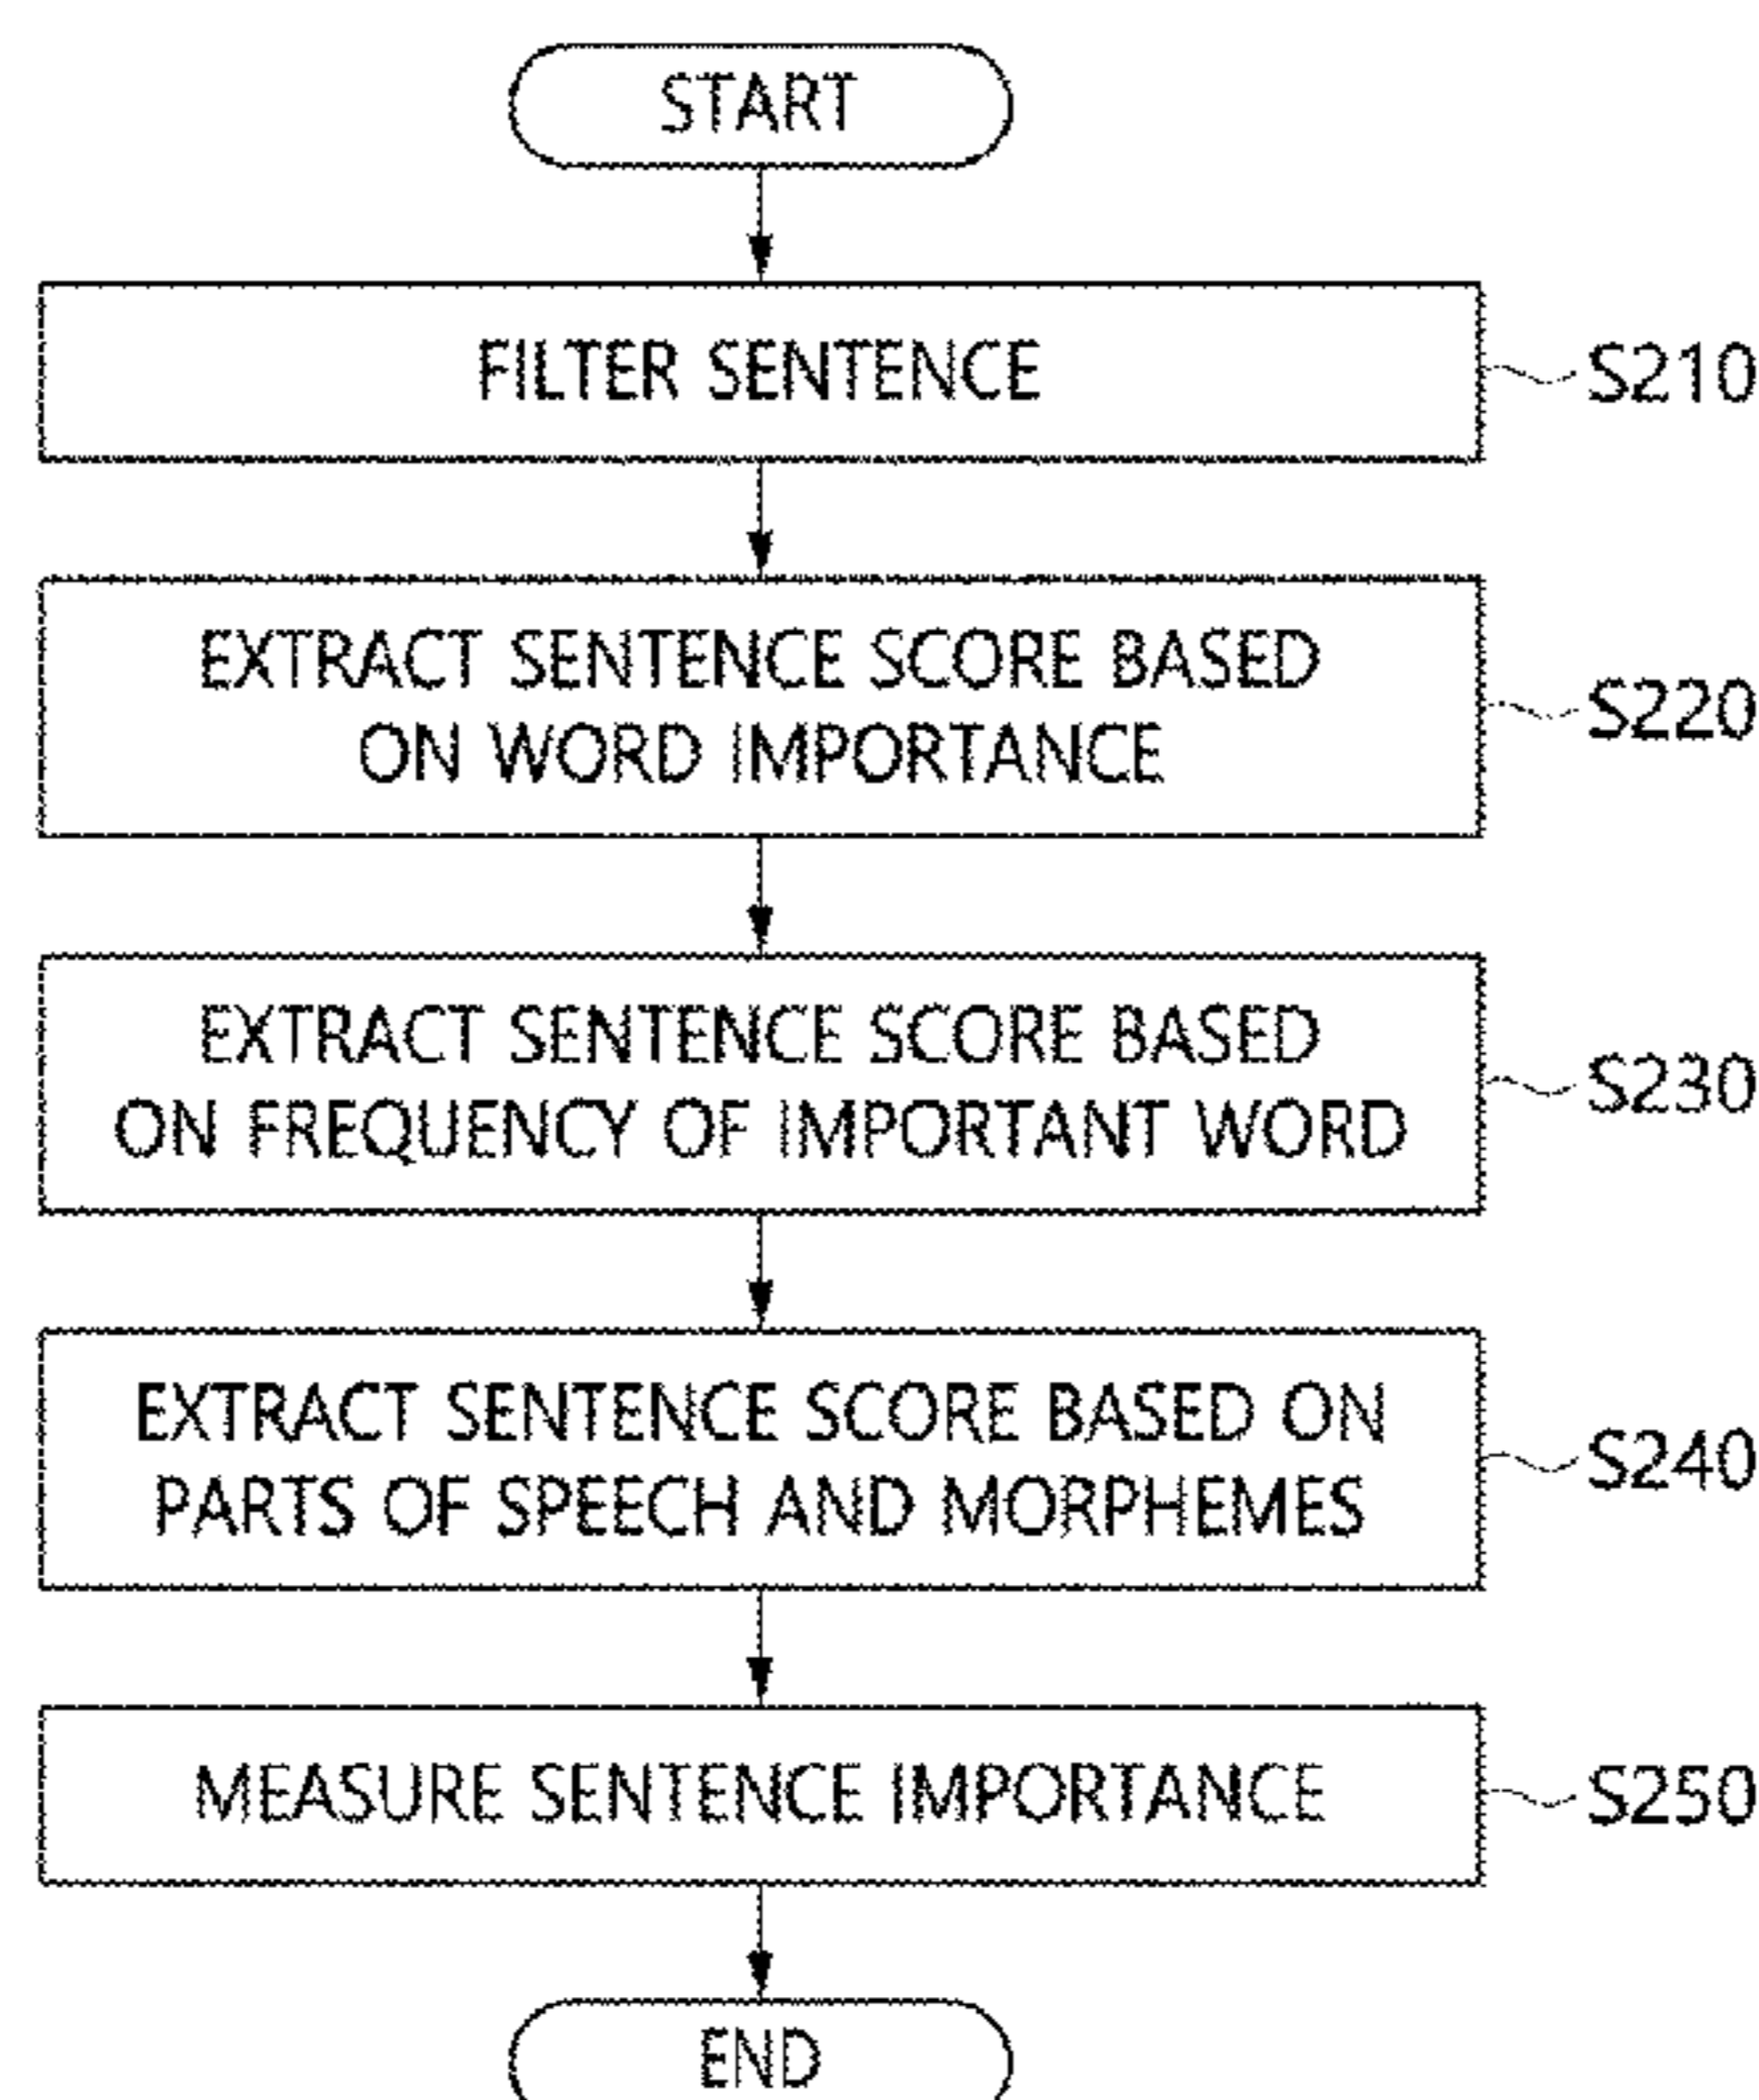 START
FILTER SENTENCE
S210
EXTRACT SENTENCE SCORE BASED
ON WORD IMPORTANCE
S220
EXTRACT SENTENCE SCORE BASED
ON FREQUENCY OF IMPORTANT WORD
S230
EXTRACT SENTENCE SCORE BASED ON
PARTS OF SPEECH AND MORPHEMES
S240
MEASURE SENTENCE IMPORTANCE
S250
END